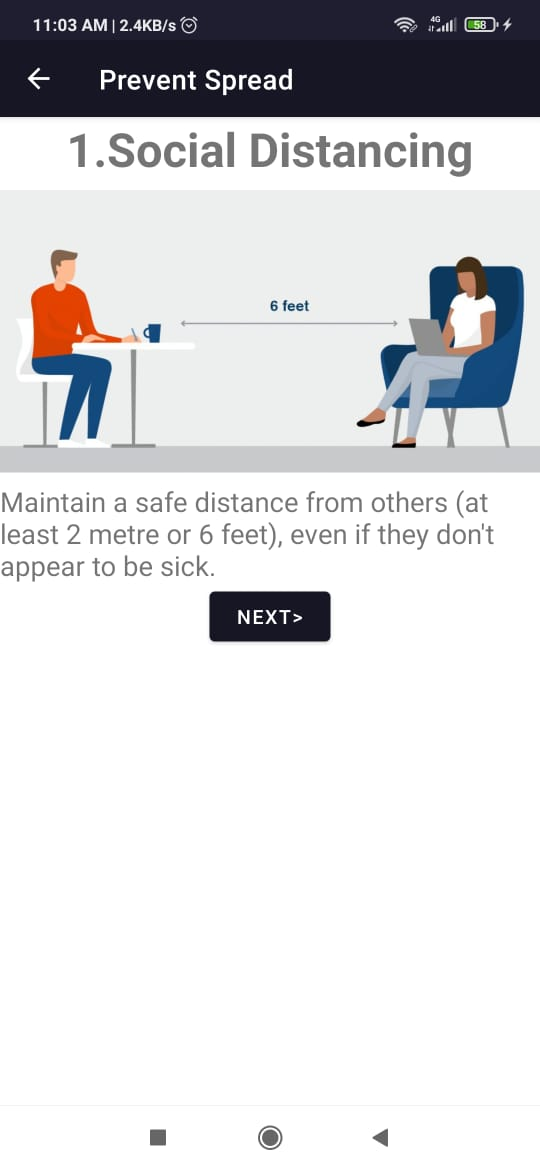 11:03 AM | 2.4KB/s
4G
58
Prevent Spread
1.Social Distancing
6 feet
Maintain a safe distance from others (at
least 2 metre or 6 feet), even if they don't
appear to be sick.
NEXT>